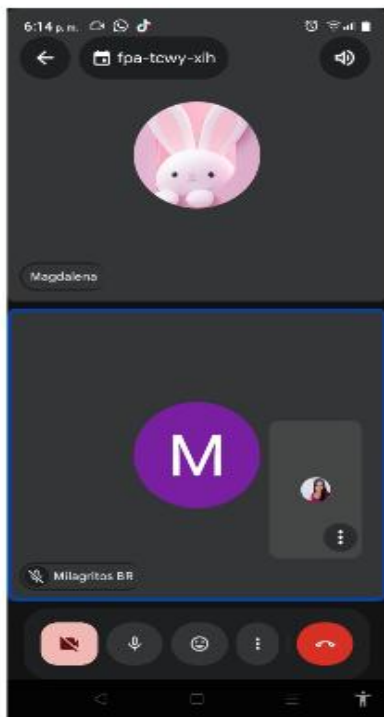 6:14 p. m.
fpa-tcwy-xih
Magdalena
M
Milagritos BR